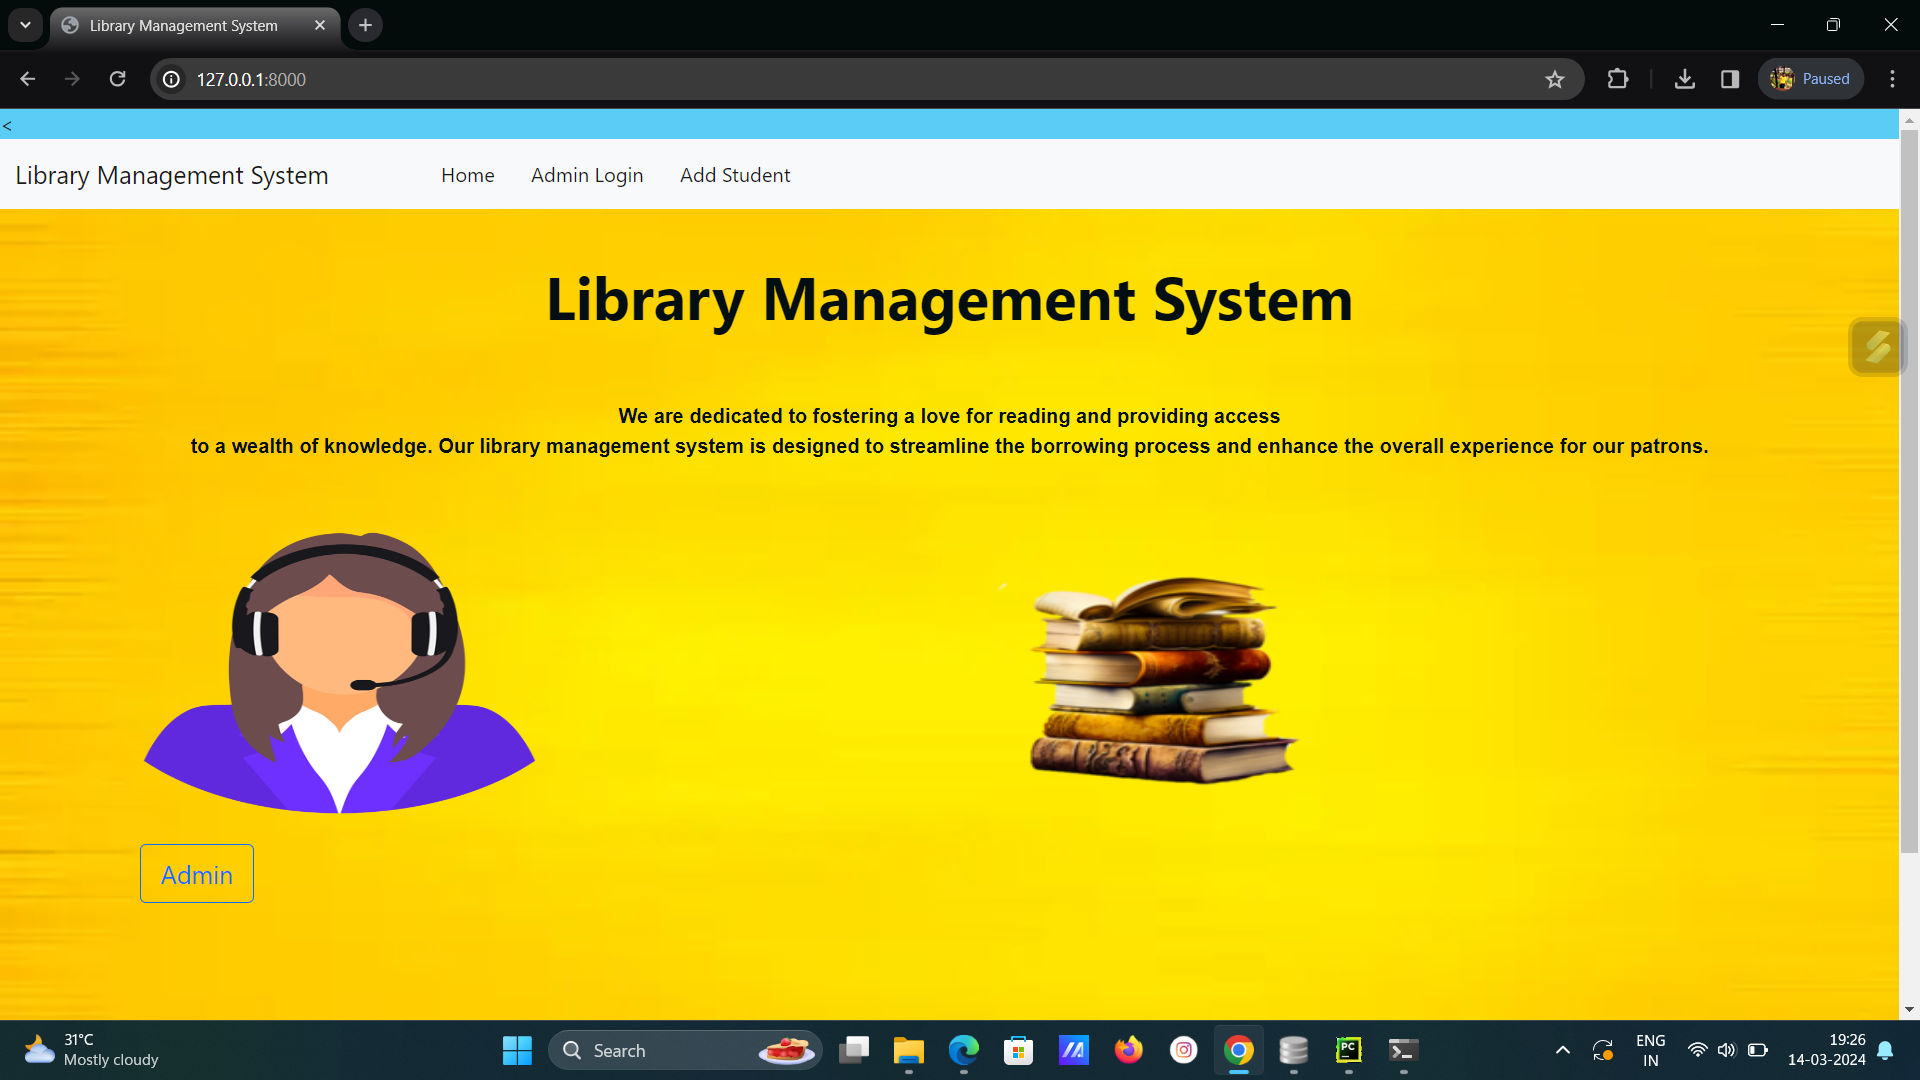 Library Management System
127.0.0.1:8000
Paused
<
Library Management System
Home
Admin Login
Add Student
Library Management System
We are dedicated to fostering a love for reading and providing access
to a wealth of knowledge. Our library management system is designed to streamline the borrowing process and enhance the overall experience for our patrons.
Admin
31°C
Mostly cloudy
Search
PC
ENG
IN
19:26
14-03-2024